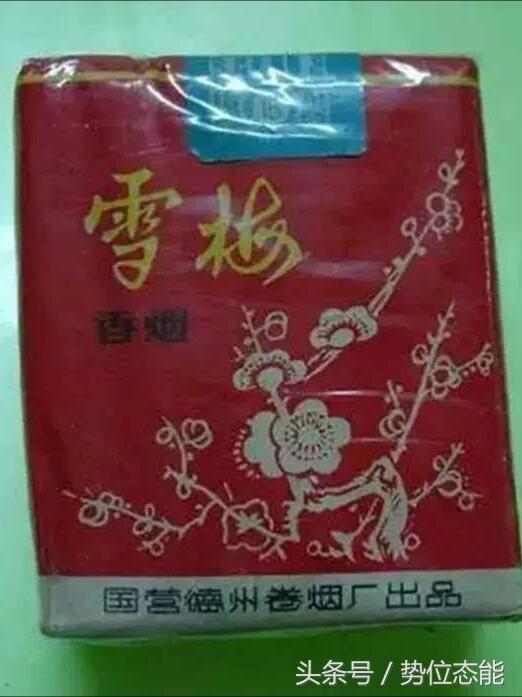 雪梅
香烟
国营德州卷烟厂出品
头条号 / 势位态能